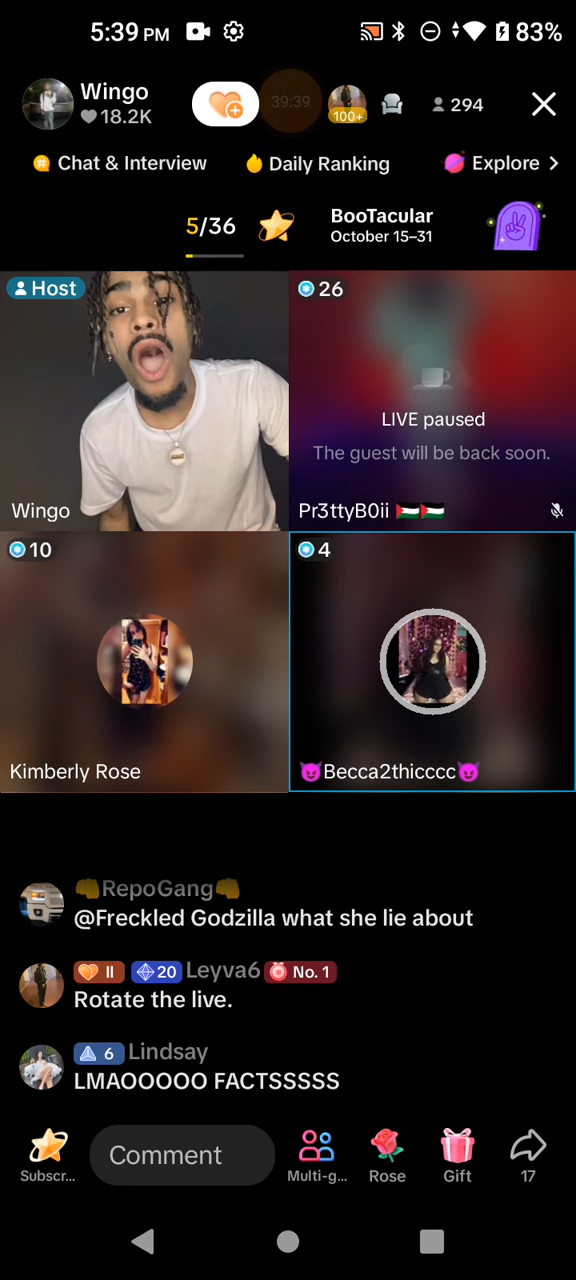 5:39 PM
83%
Wingo
18.2K
39:39
100+
294
Chat & Interview
Daily Ranking
Explore
5/36
BooTacular
October 15–31
Host
26
LIVE paused
The guest will be back soon.
Wingo
Pr3ttyB0ii 🇵🇸🇵🇸
10
4
Kimberly Rose
😈Becca2thicccc😈
👊RepoGang👊
@Freckled Godzilla what she lie about
II 20 Leyva6 No. 1
Rotate the live.
6 Lindsay
LMAOOOOO FACTSSSSS
Comment
Subscr...
Multi-g...
Rose
Gift
17